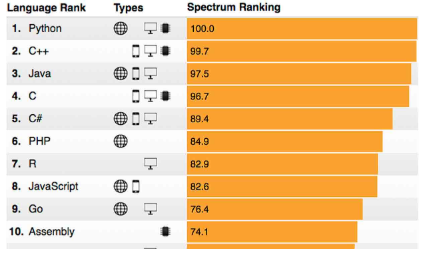 Language Rank Types Spectrum Ranking
1. Python 100.0
2. C++ 99.7
3. Java 97.5
4. C 96.7
5. C# 89.4
6. PHP 84.9
7. R 82.9
8. JavaScript 82.6
9. Go 76.4
10. Assembly 74.1